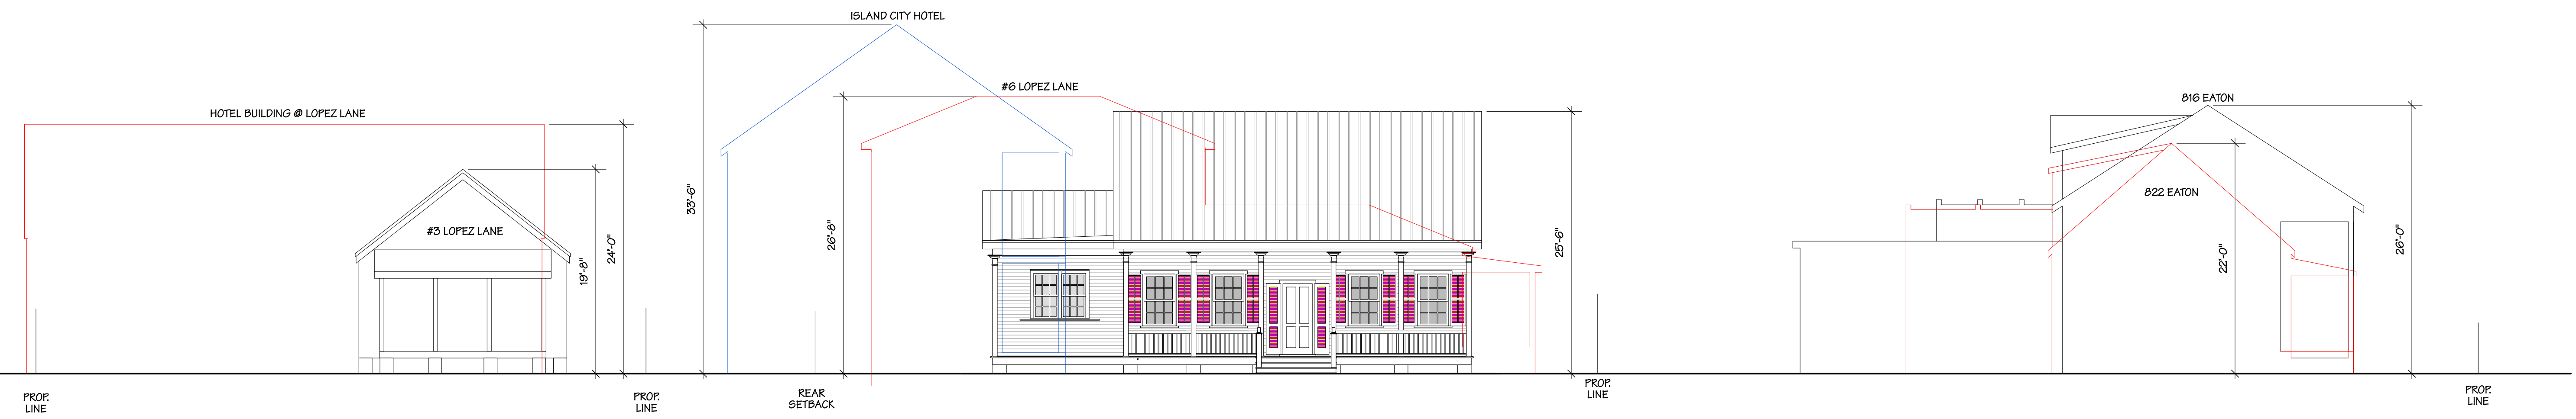 ISLAND CITY HOTEL
#6 LOPEZ LANE
816 EATON
HOTEL BUILDING @ LOPEZ LANE
822 EATON
#3 LOPEZ LANE
19'-8"
24'-0"
33'-6"
26'-8"
25'-6"
22'-0"
26'-0"
PROP.
LINE
PROP.
LINE
REAR
SETBACK
PROP.
LINE
PROP.
LINE